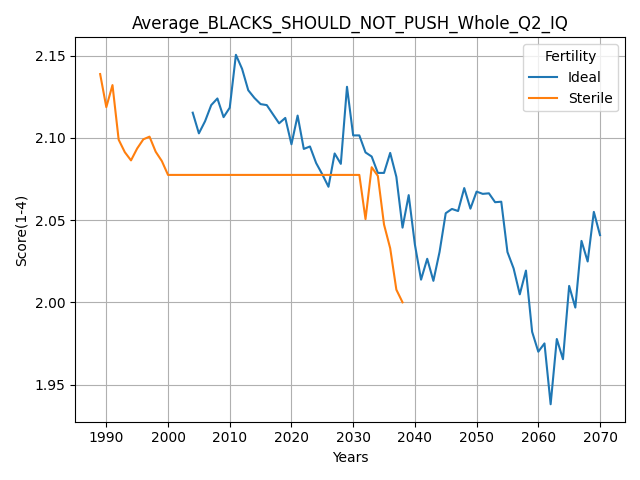 Average_BLACKS_SHOULD_NOT_PUSH_Whole_Q2_IQ
Fertility
Ideal
Sterile
Score(1-4)
2.15
2.10
2.05
2.00
1.95
1990 2000 2010 2020 2030 2040 2050 2060 2070
Years